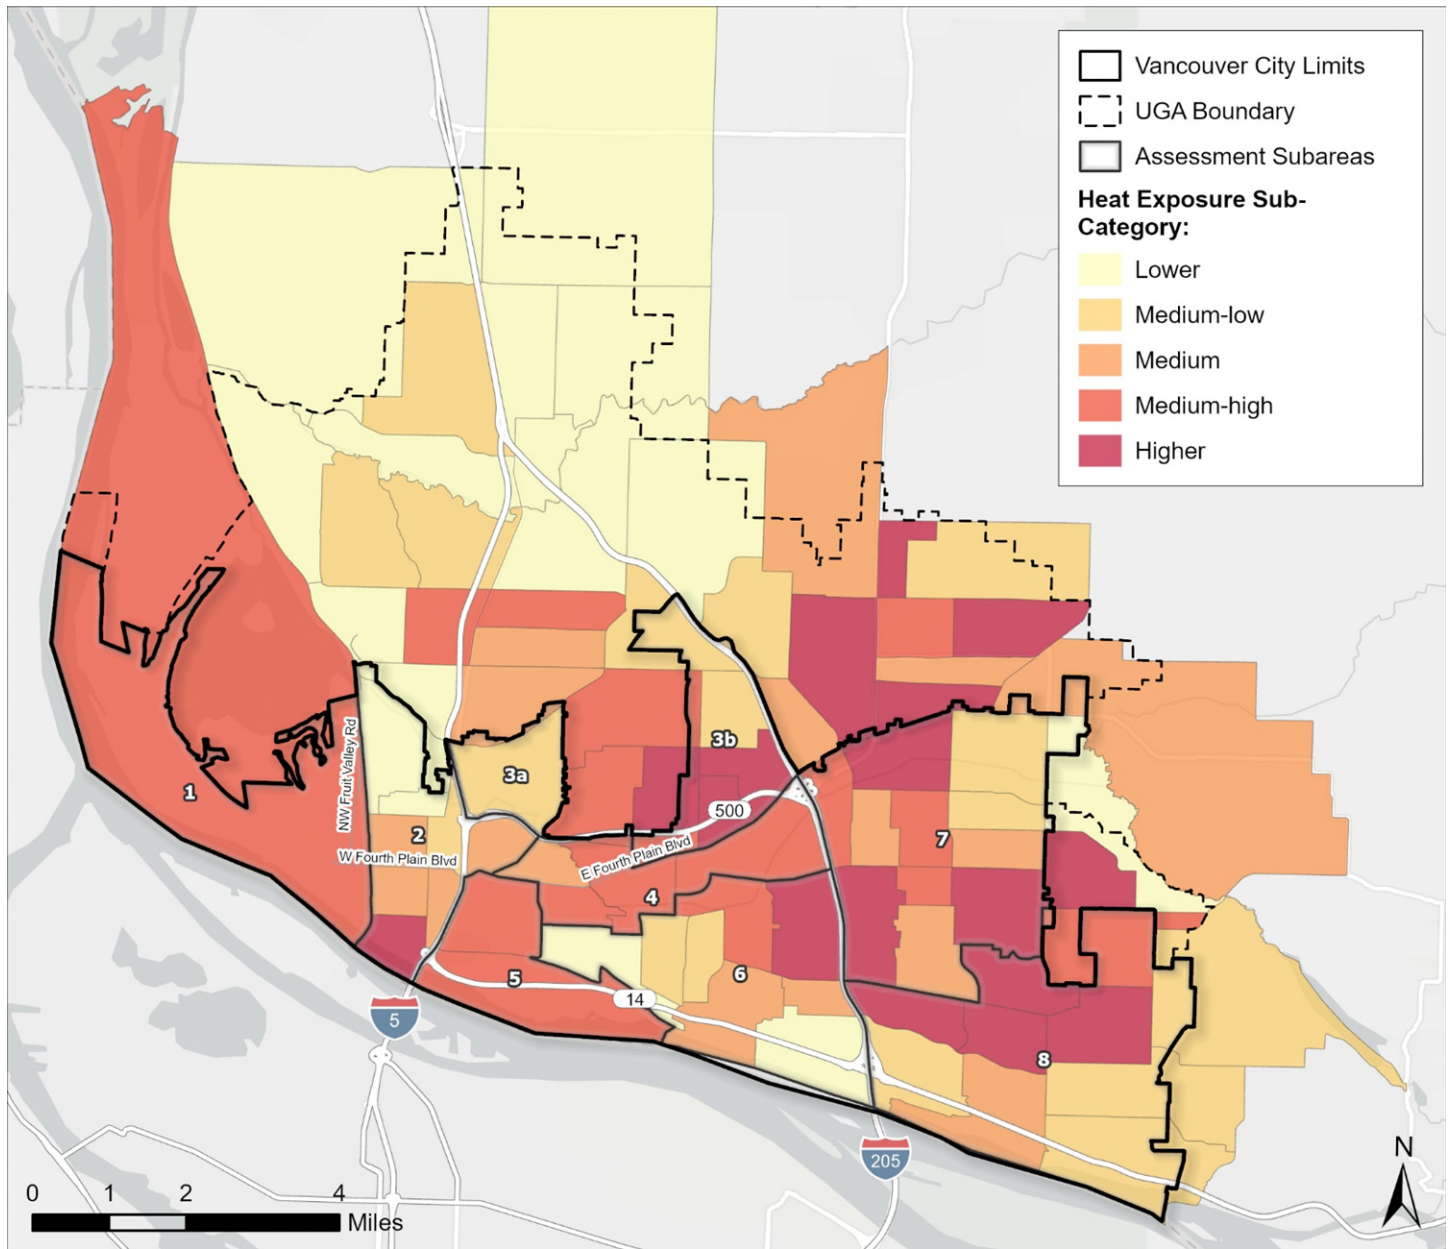 Vancouver City Limits
UGA Boundary
Assessment Subareas
Heat Exposure Sub-
Category:
Lower
Medium-low
Medium
Medium-high
Higher
3b
3a
1
NW Fruit Valley Rd
500
2
7
W Fourth Plain Blvd
E Fourth Plain Blvd
4
5
6
14
5
8
205
N
0 1 2 4
Miles